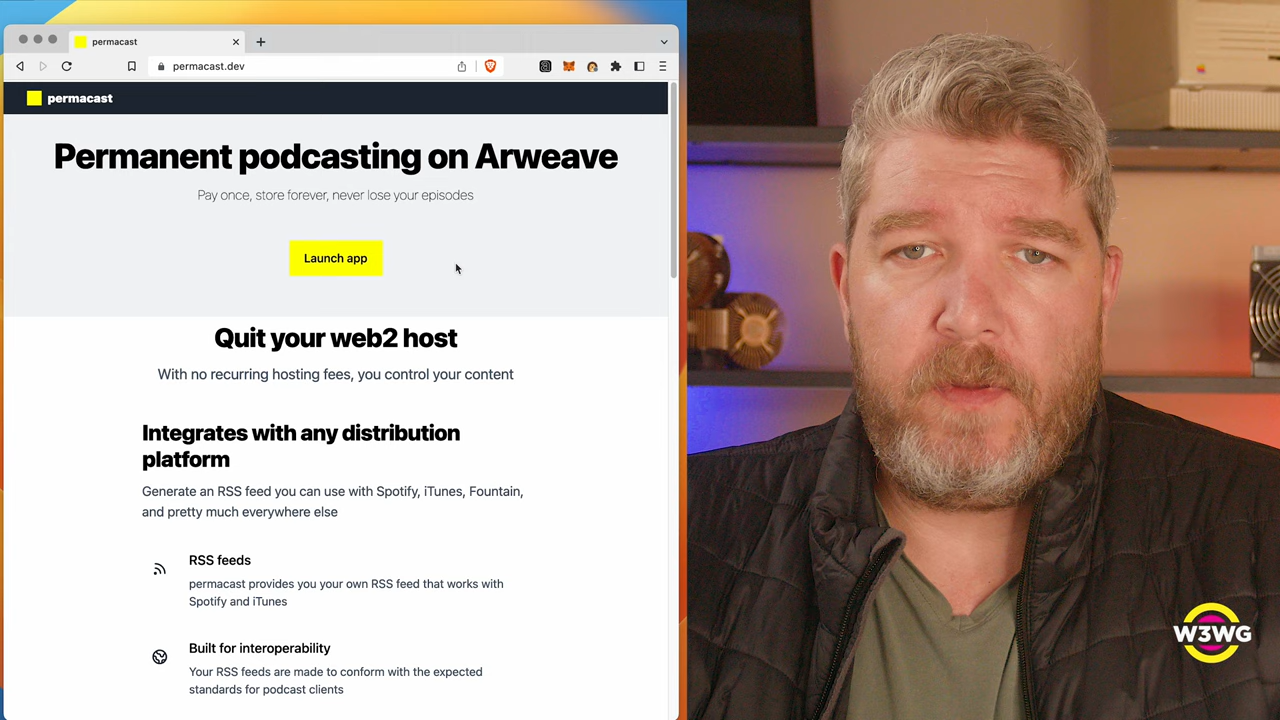 permacast
permacast.dev
permacast
Permanent podcasting on Arweave
Pay once, store forever, never lose your episodes
Launch app
Quit your web2 host
With no recurring hosting fees, you control your content
Integrates with any distribution
platform
Generate an RSS feed you can use with Spotify, iTunes, Fountain,
and pretty much everywhere else
RSS feeds
permacast provides you your own RSS feed that works with
Spotify and iTunes
Built for interoperability
Your RSS feeds are made to conform with the expected
standards for podcast clients
W3WG